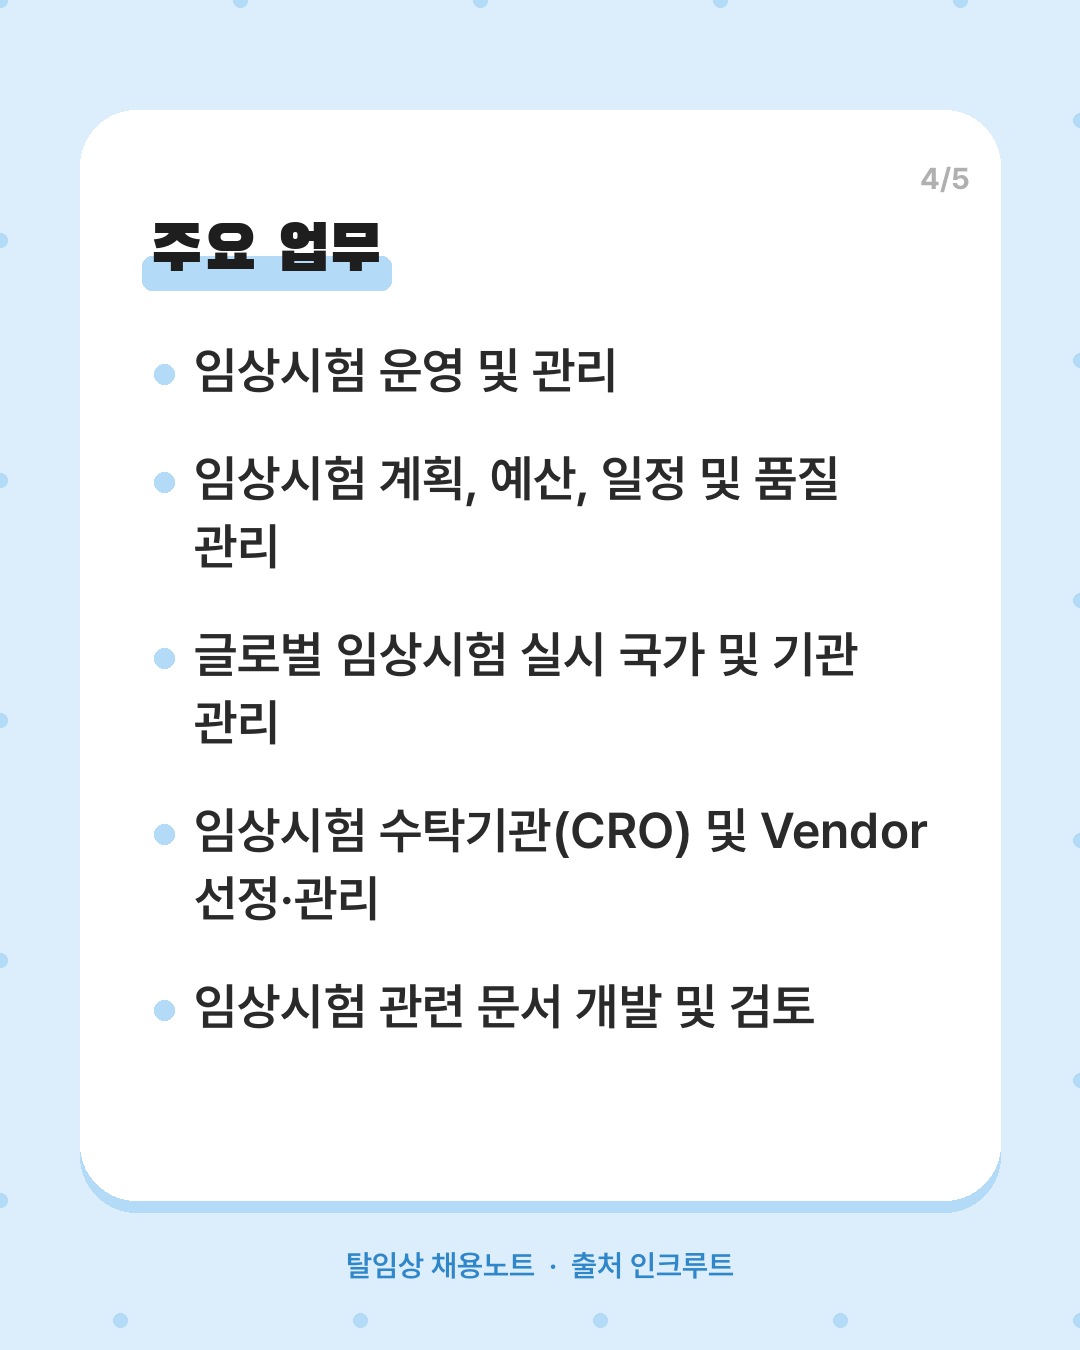 4/5
주요 업무
임상시험 운영 및 관리
임상시험 계획, 예산, 일정 및 품질
관리
글로벌 임상시험 실시 국가 및 기관
관리
임상시험 수탁기관(CRO) 및 Vendor
선정·관리
임상시험 관련 문서 개발 및 검토
탈임상 채용노트 · 출처 인크루트